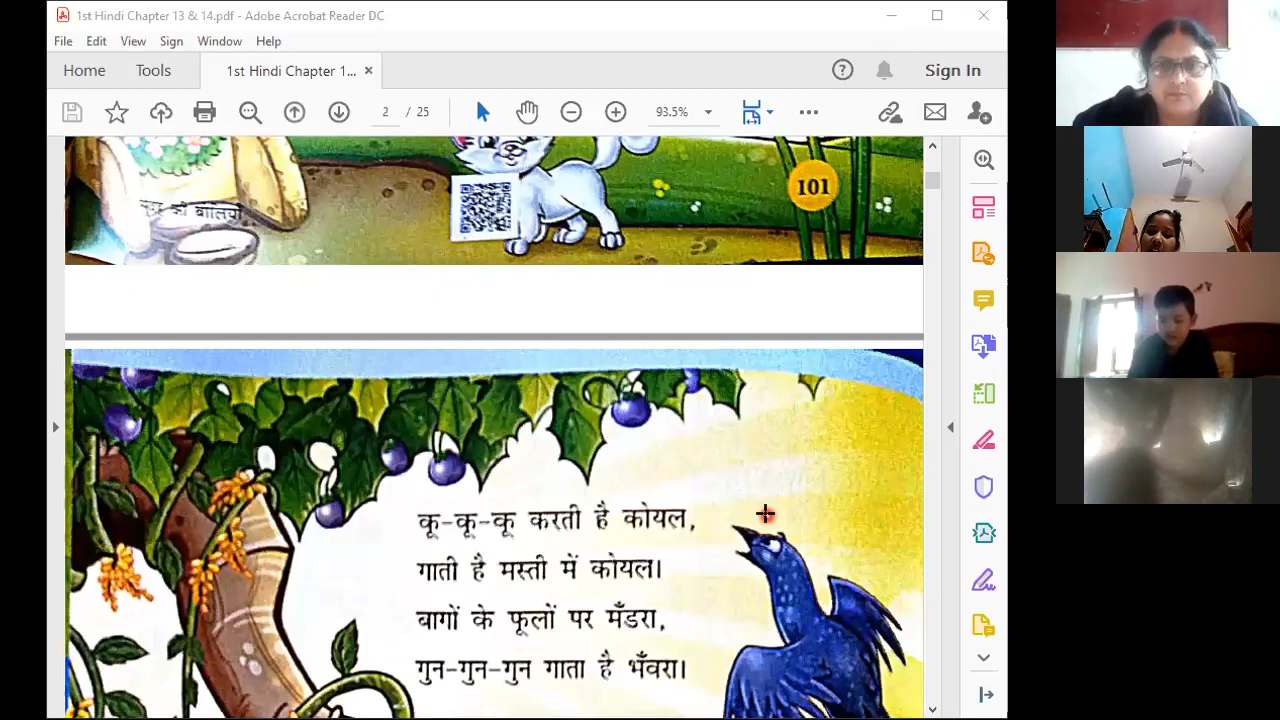 1st Hindi Chapter 13 & 14.pdf - Adobe Acrobat Reader DC
File Edit View Sign Window Help
Home Tools 1st Hindi Chapter 1... Sign In
2 / 25 93.5%
की बालियाँ
101
कू-कू-कू करती है कोयल,
गाती है मस्ती में कोयल।
बागों के फूलों पर मँडरा,
गुन-गुन-गुन गाता है भँवरा।